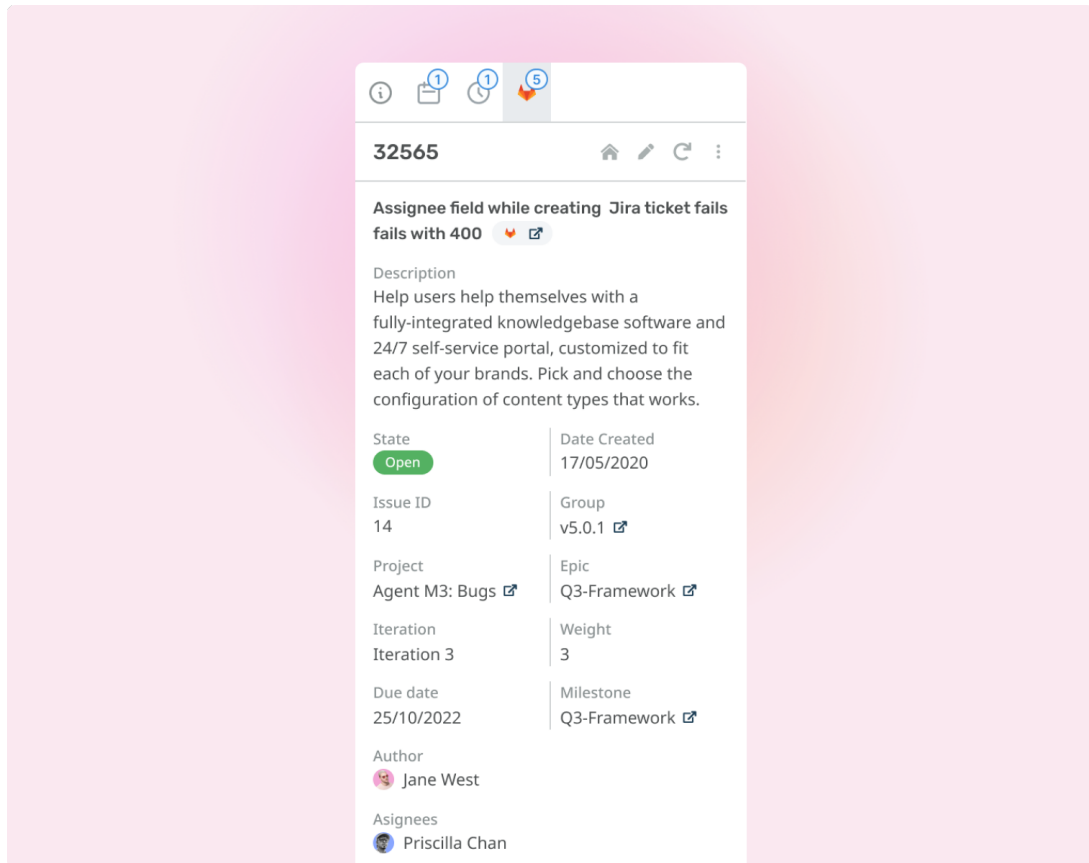 1
1
5
32565
Assignee field while creating  Jira ticket fails
fails with 400
Description
Help users help themselves with a
fully-integrated knowledgebase software and
24/7 self-service portal, customized to fit
each of your brands. Pick and choose the
configuration of content types that works.
State
Open
Date Created
17/05/2020
Issue ID
14
Group
v5.0.1
Project
Agent M3: Bugs
Epic
Q3-Framework
Iteration
Iteration 3
Weight
3
Due date
25/10/2022
Milestone
Q3-Framework
Author
Jane West
Asignees
Priscilla Chan